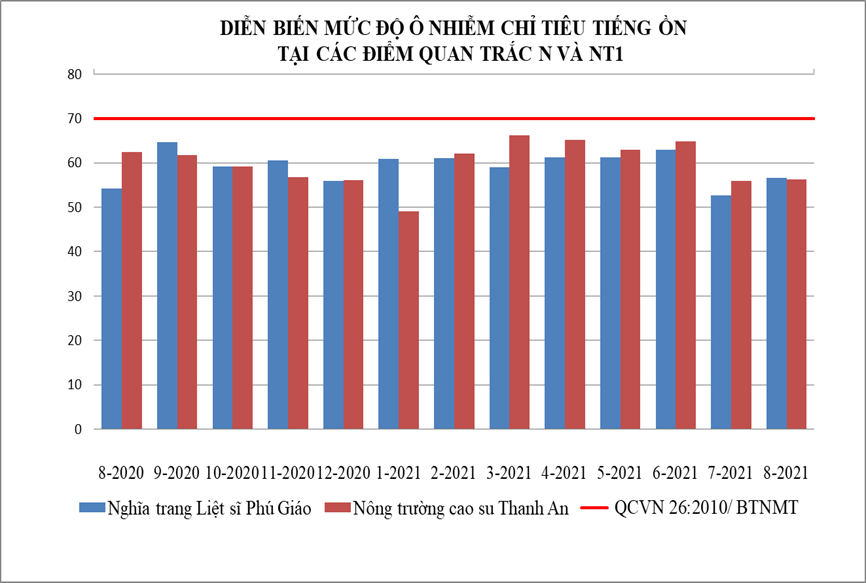 DIỄN BIẾN MỨC ĐỘ Ô NHIỄM CHỈ TIÊU TIẾNG ỒN
TẠI CÁC ĐIỂM QUAN TRẮC N VÀ NT1
80
70
60
50
40
30
20
10
0
8-2020 9-2020 10-2020 11-2020 12-2020 1-2021 2-2021 3-2021 4-2021 5-2021 6-2021 7-2021 8-2021
Nghĩa trang Liệt sĩ Phú Giáo Nông trường cao su Thanh An QCVN 26:2010/ BTNMT